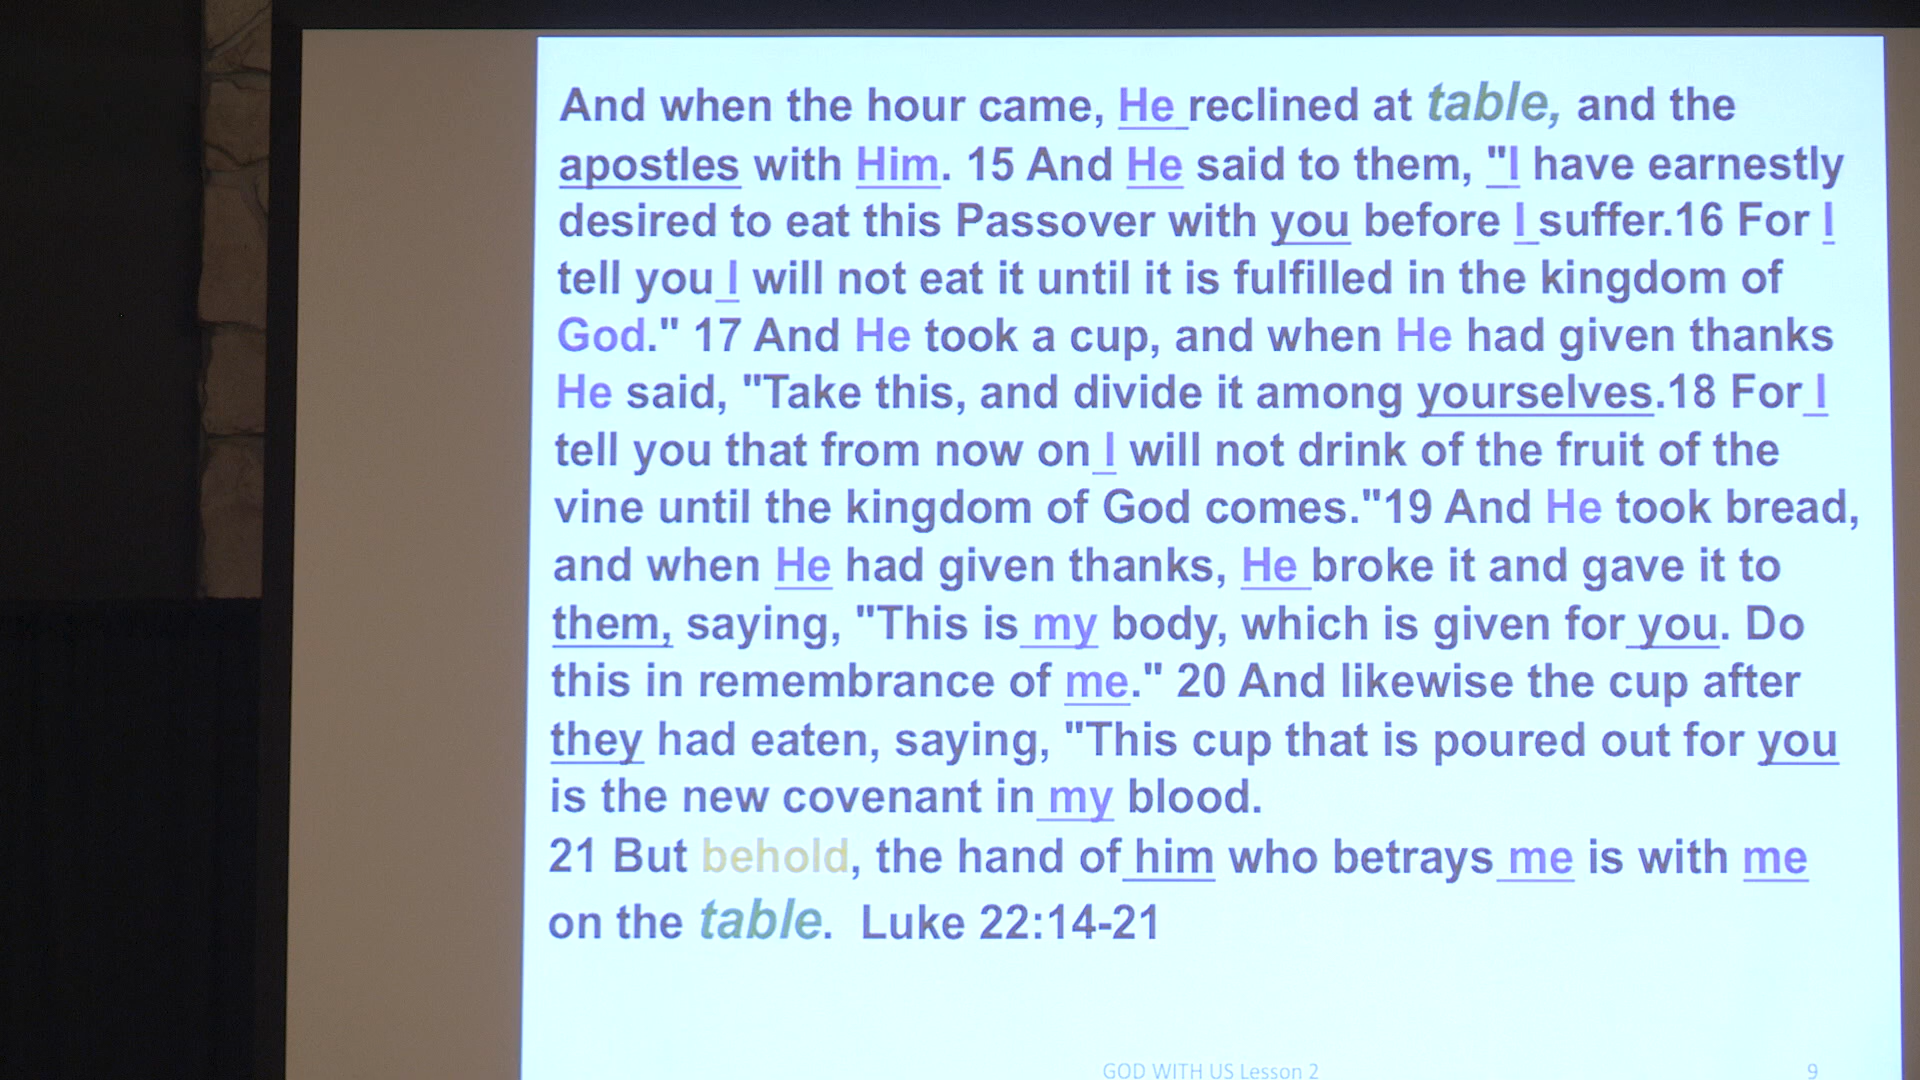 And when the hour came, He reclined at table, and the
apostles with Him. 15 And He said to them, "I have earnestly
desired to eat this Passover with you before I suffer.16 For I
tell you I will not eat it until it is fulfilled in the kingdom of
God." 17 And He took a cup, and when He had given thanks
He said, "Take this, and divide it among yourselves.18 For I
tell you that from now on I will not drink of the fruit of the
vine until the kingdom of God comes."19 And He took bread,
and when He had given thanks, He broke it and gave it to
them, saying, "This is my body, which is given for you. Do
this in remembrance of me." 20 And likewise the cup after
they had eaten, saying, "This cup that is poured out for you
is the new covenant in my blood.
21 But behold, the hand of him who betrays me is with me
on the table. Luke 22:14-21
GOD WITH US Lesson 2 9